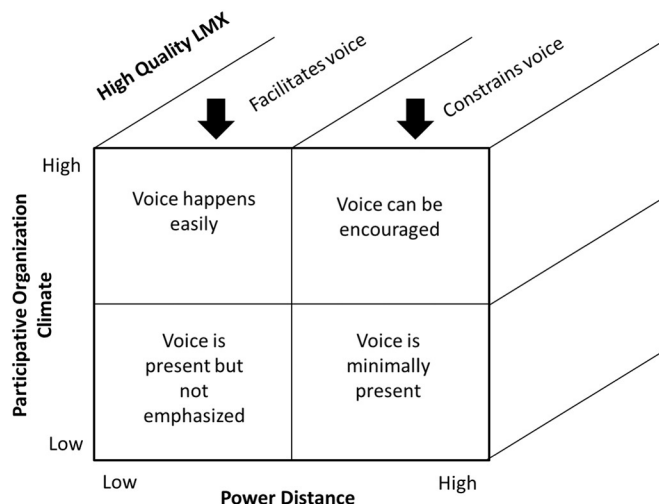 High Quality LMX
Facilitates voice
Constrains voice
High
Voice happens
easily
Voice can be
encouraged
Participative Organization
Climate
Voice is
present but
not
emphasized
Voice is
minimally
present
Low
Low
High
Power Distance